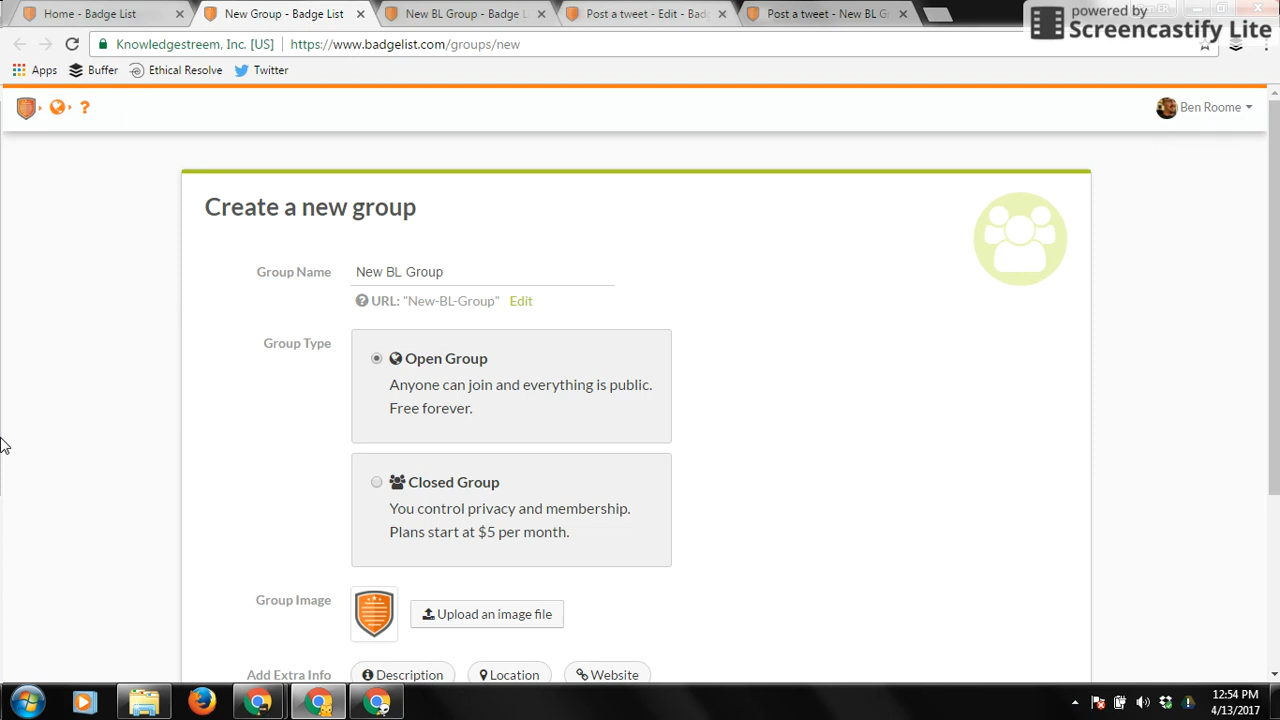 Home - Badge List
New Group - Badge List
New BL Group - Badge L
Post a tweet - Edit - Bad
Post a tweet - New BL G
powered by
Screencastify Lite
Knowledgestreem, Inc. [US]
https://www.badgelist.com/groups/new
Apps
Buffer
Ethical Resolve
Twitter
?
Ben Roome
Create a new group
Group Name
New BL Group
URL: "New-BL-Group" Edit
Group Type
Open Group
Anyone can join and everything is public.
Free forever.
Closed Group
You control privacy and membership.
Plans start at $5 per month.
Group Image
Upload an image file
Add Extra Info
Description
Location
Website
12:54 PM
4/13/2017